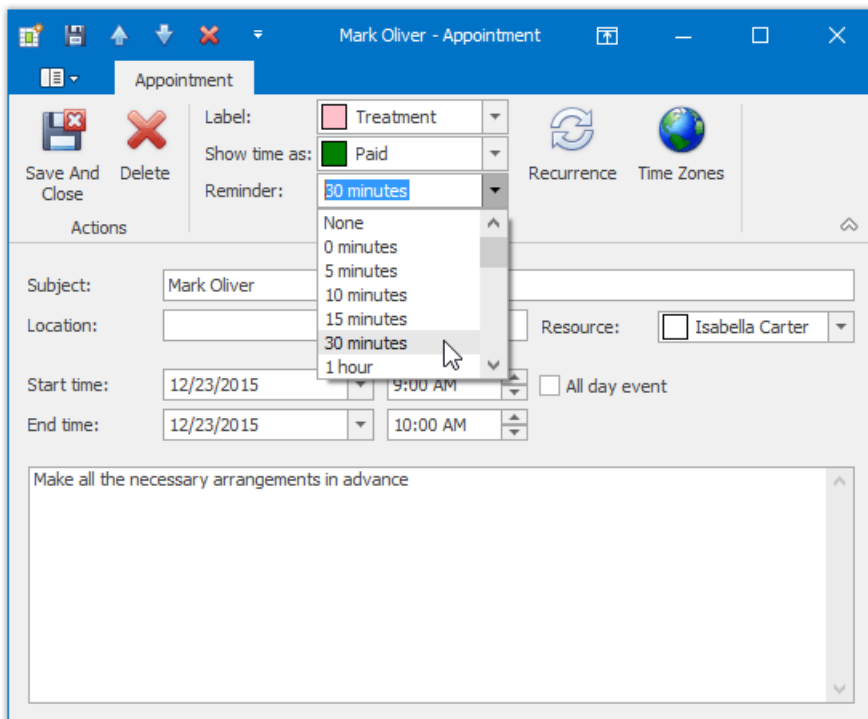 Mark Oliver - Appointment
Appointment
Save And Close
Delete
Actions
Label: Treatment
Show time as: Paid
Reminder: 30 minutes
None
0 minutes
5 minutes
10 minutes
15 minutes
30 minutes
1 hour
Recurrence
Time Zones
Subject: Mark Oliver
Location:
Resource: Isabella Carter
Start time: 12/23/2015 9:00 AM All day event
End time: 12/23/2015 10:00 AM
Make all the necessary arrangements in advance